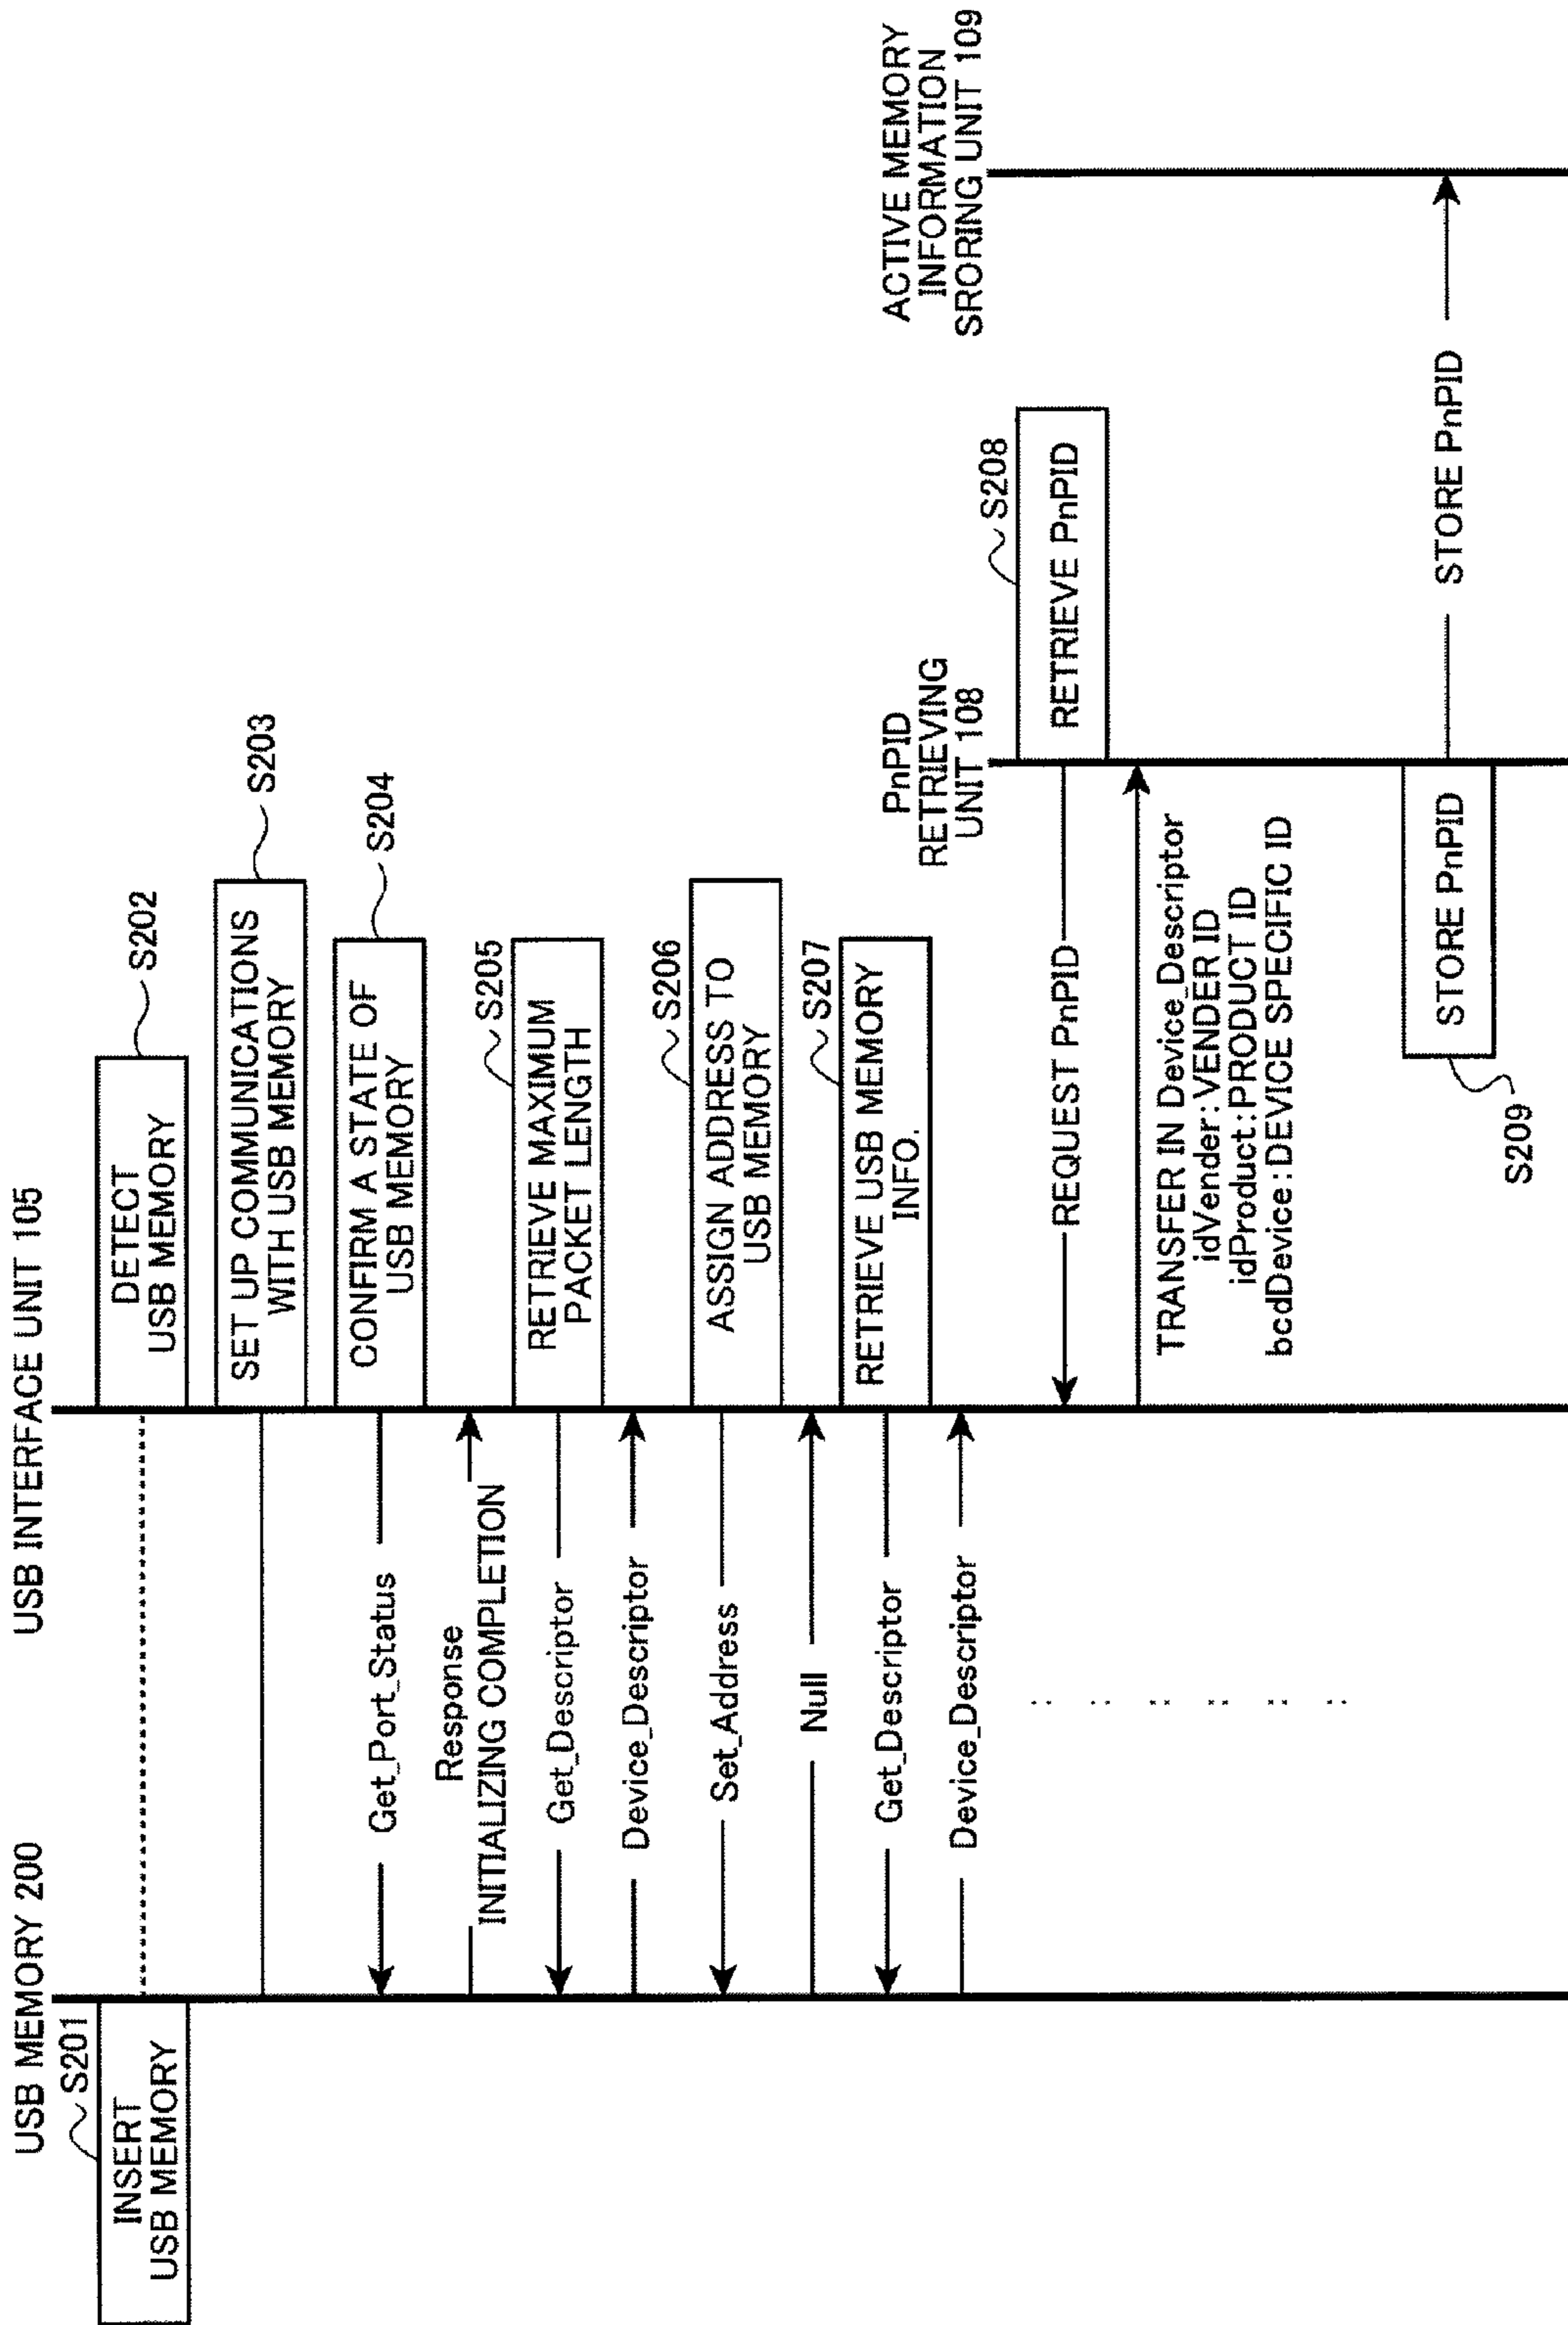 USB MEMORY 200
USB INTERFACE UNIT 105
S201
INSERT
USB MEMORY
DETECT
USB MEMORY
S202
SET UP COMMUNICATIONS
WITH USB MEMORY
S203
CONFIRM A STATE OF
USB MEMORY
S204
Get_Port_Status
Response
INITIALIZING COMPLETION
S205
RETRIEVE MAXIMUM
PACKET LENGTH
Get_Descriptor
Device_Descriptor
S206
ASSIGN ADDRESS TO
USB MEMORY
Set_Address
Null
S207
RETRIEVE USB MEMORY
INFO.
Get_Descriptor
Device_Descriptor
PnPID
RETRIEVING
UNIT 108
ACTIVE MEMORY
INFORMATION
SRORING UNIT 109
S208
RETRIEVE PnPID
REQUEST PnPID
TRANSFER IN Device_Descriptor
idVender:VENDER ID
idProduct:PRODUCT ID
bcdDevice:DEVICE SPECIFIC ID
STORE PnPID
S209
STORE PnPID